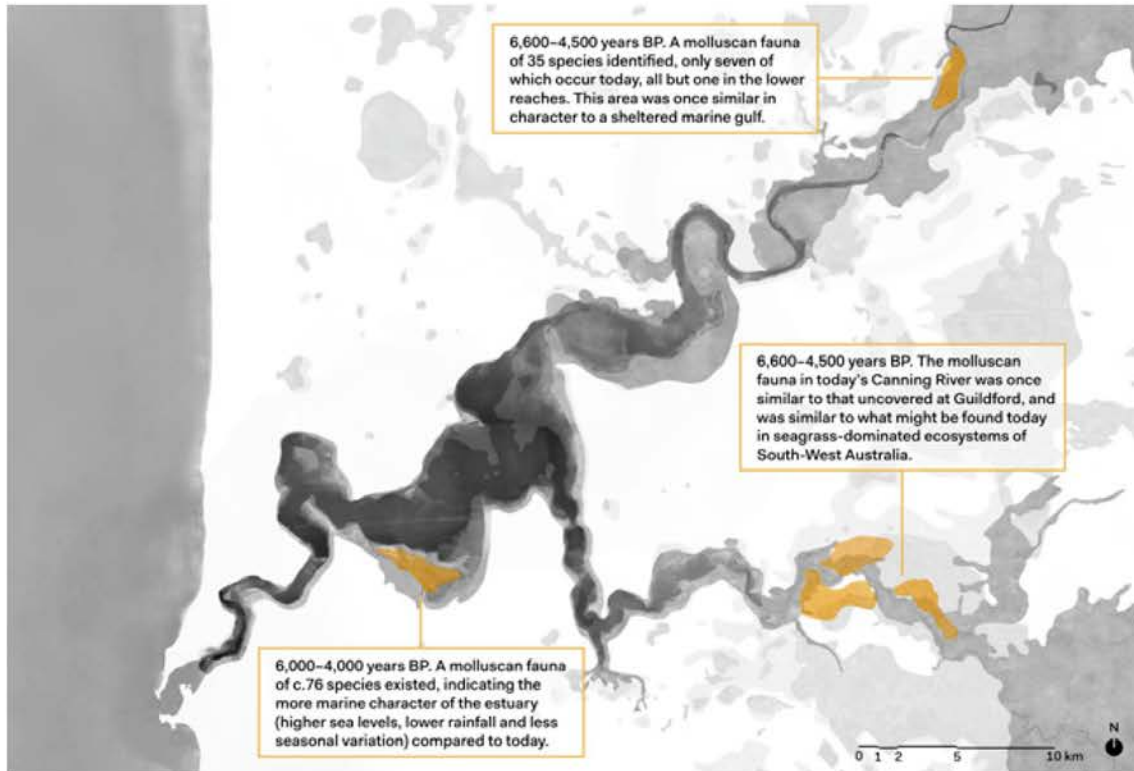 6,600–4,500 years BP. A molluscan fauna
of 35 species identified, only seven of
which occur today, all but one in the lower
reaches. This area was once similar in
character to a sheltered marine gulf.
6,600–4,500 years BP. The molluscan
fauna in today's Canning River was once
similar to that uncovered at Guildford, and
was similar to what might be found today
in seagrass-dominated ecosystems of
South-West Australia.
6,000–4,000 years BP. A molluscan fauna
of c.76 species existed, indicating the
more marine character of the estuary
(higher sea levels, lower rainfall and less
seasonal variation) compared to today.
N
0 1 2 5 10 km